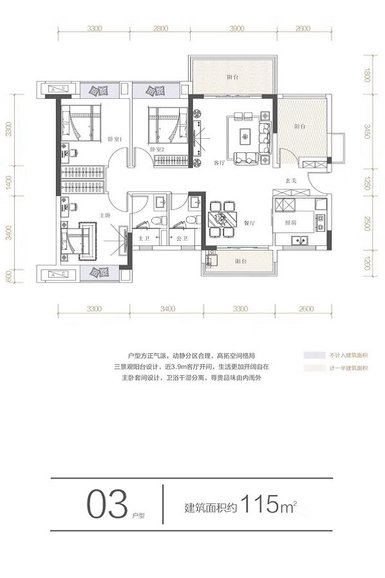 3300
2800
3900
2600
阳台
1800
3300
卧室1
卧室2
客厅
阳台
3450
1400
玄关
1250
主卧
餐厅
厨房
2500
3400
主卫
公卫
阳台
600
1200
3300
3400
3300
2600
户型方正气派，动静分区合理，高拓空间格局
三景观阳台设计，近3.9m客厅开间，生活更加开阔自在
主卧套间设计，卫浴干湿分离，尊贵品味由内而外
不计入建筑面积
计一半建筑面积
03 户型
建筑面积约 115m²